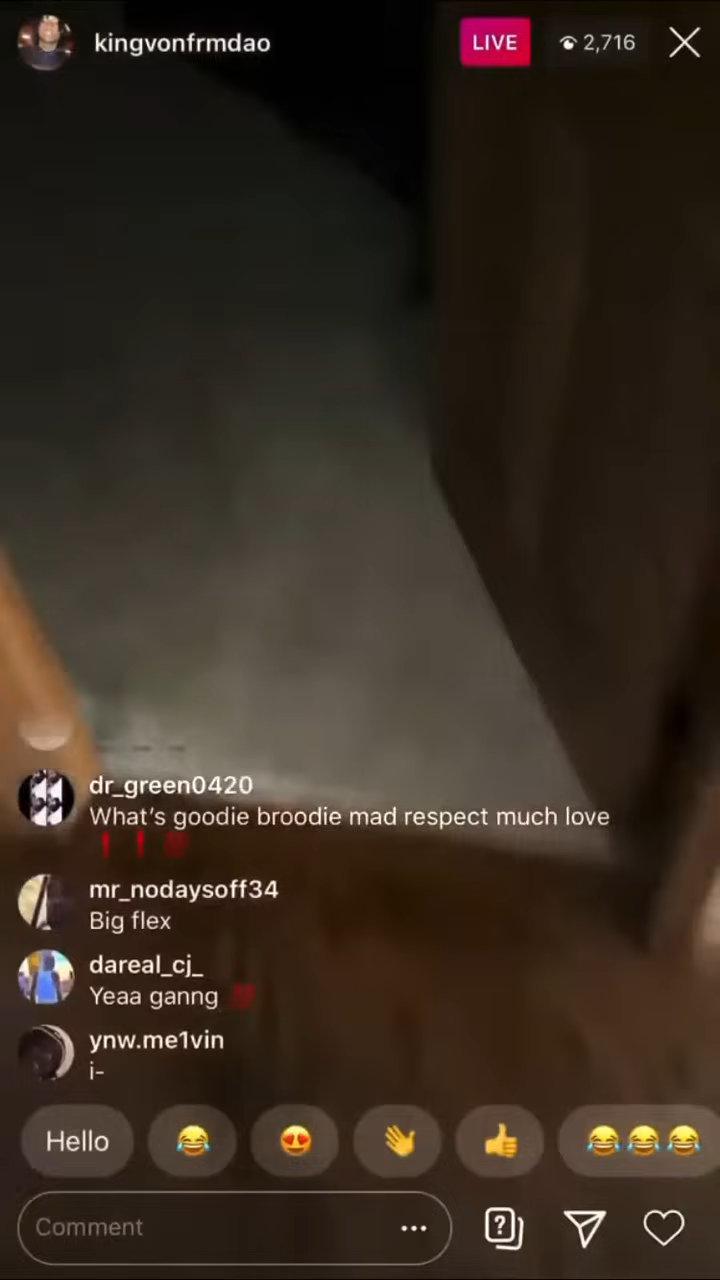 kingvonfrmdao
LIVE
2,716
dr_green0420
What's goodie broodie mad respect much love
❗❗💯
mr_nodaysoff34
Big flex
dareal_cj_
Yeaa ganng 💯
ynw.me1vin
i-
Hello 😂 😍 👋 👍 😂😂😂
Comment